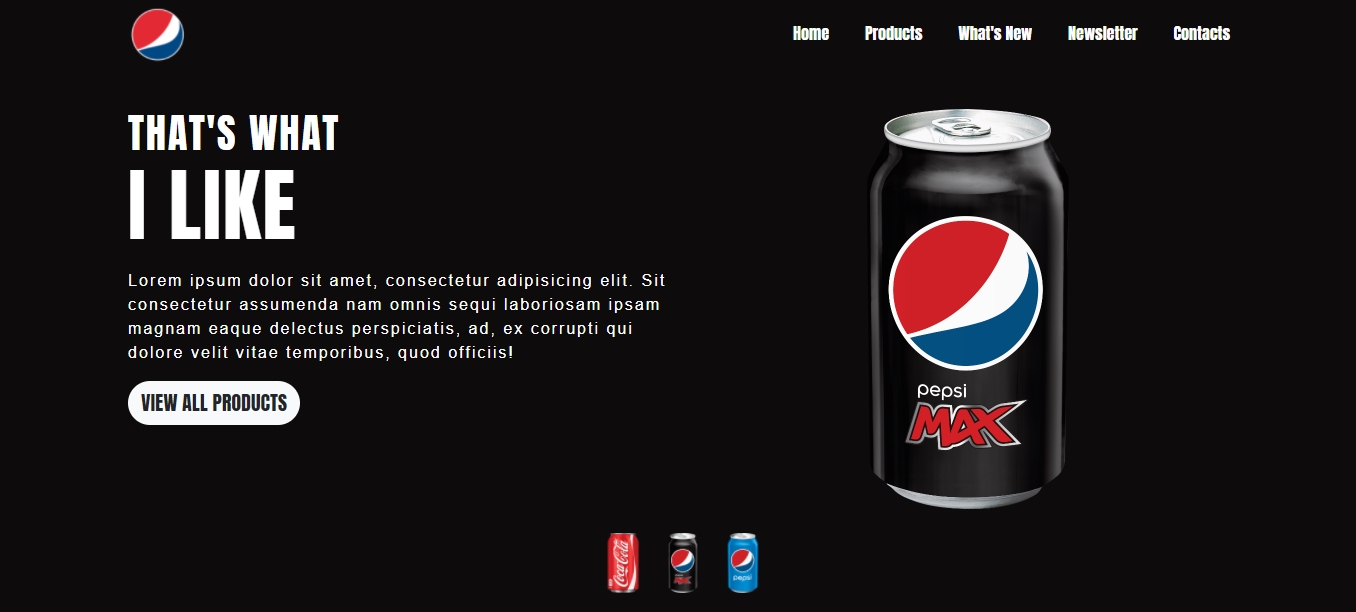 Home Products What's New Newsletter Contacts
THAT'S WHAT
I LIKE
Lorem ipsum dolor sit amet, consectetur adipisicing elit. Sit
consectetur assumenda nam omnis sequi laboriosam ipsam
magnam eaque delectus perspiciatis, ad, ex corrupti qui
dolore velit vitae temporibus, quod officiis!
VIEW ALL PRODUCTS
pepsi
MAX
Coca-Cola
MAX
pepsi